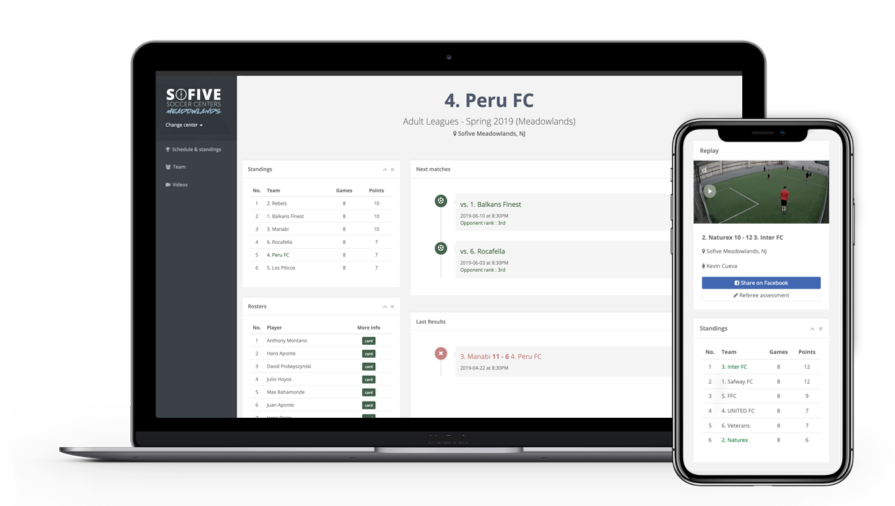 SOFIVE
SOCCER CENTERS
MEADOWLANDS
Change center
Schedule & standings
Team
Videos
4. Peru FC
Adult Leagues - Spring 2019 (Meadowlands)
Sofive Meadowlands, NJ
Standings
No. Team Games Points
1 2. Rebels 8 10
2 1. Balkans Finest 8 10
3 3. Manabi 8 10
4 6. Rocafella 8 7
5 4. Peru FC 8 7
6 5. Los Peticos 8 7
Rosters
No. Player More info
1 Anthony Montano card
2 Hans Aponte card
3 David Podwyszynski card
4 Julio Hoyos card
5 Max Bahamonde card
6 Juan Aponte card
Next matches
vs. 1. Balkans Finest
2019-06-10 at 8:30PM
Opponent rank : 3rd
vs. 6. Rocafella
2019-06-03 at 8:30PM
Opponent rank : 3rd
Last Results
3. Manabi 11 - 6 4. Peru FC
2019-04-22 at 8:30PM
Replay
2. Naturex 10 - 12 3. Inter FC
Sofive Meadowlands, NJ
Kevin Cueva
Share on Facebook
Referee assessment
Standings
No. Team Games Points
1 3. Inter FC 8 12
2 1. Safway FC 8 12
3 5. FFC 8 9
4 4. UNITED FC 8 7
5 6. Veterans 8 7
6 2. Naturex 8 6